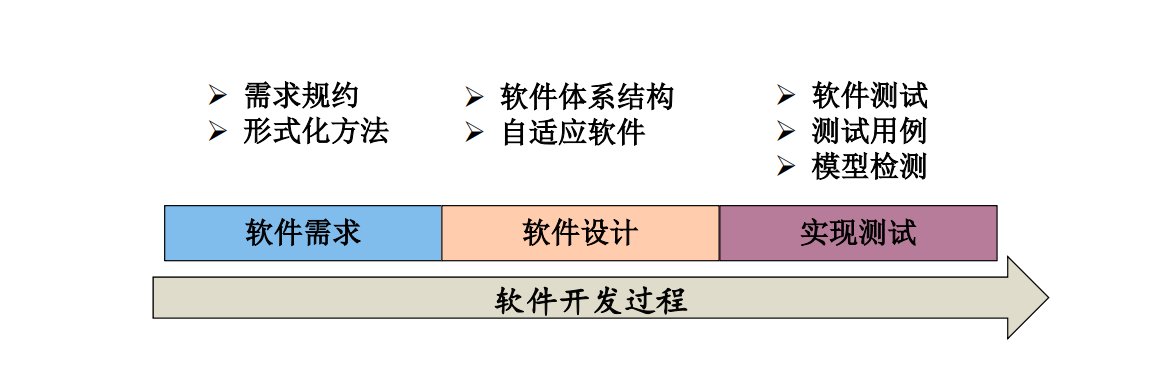 需求规约
形式化方法
软件体系结构
自适应软件
软件测试
测试用例
模型检测
软件需求
软件设计
实现测试
软件开发过程